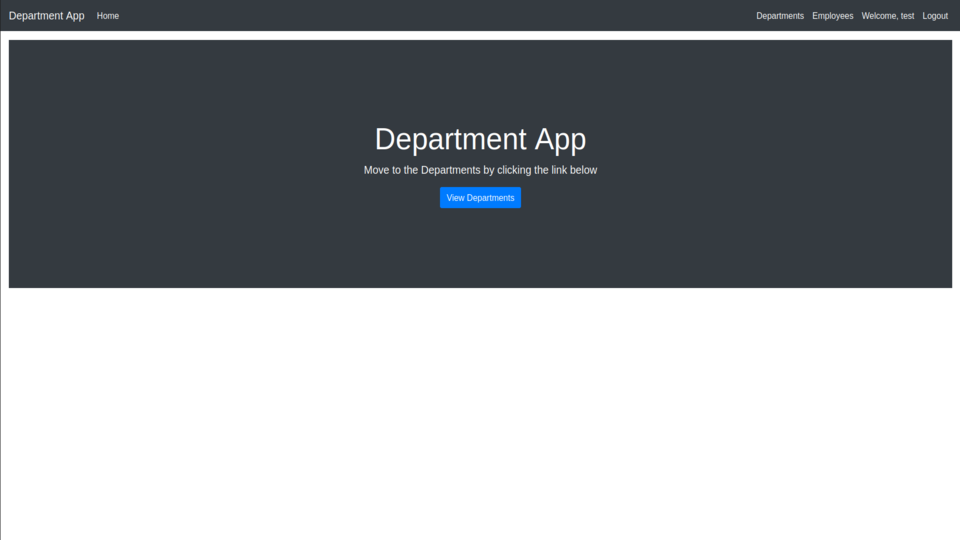 Department App Home Departments Employees Welcome, test Logout
Department App
Move to the Departments by clicking the link below
View Departments